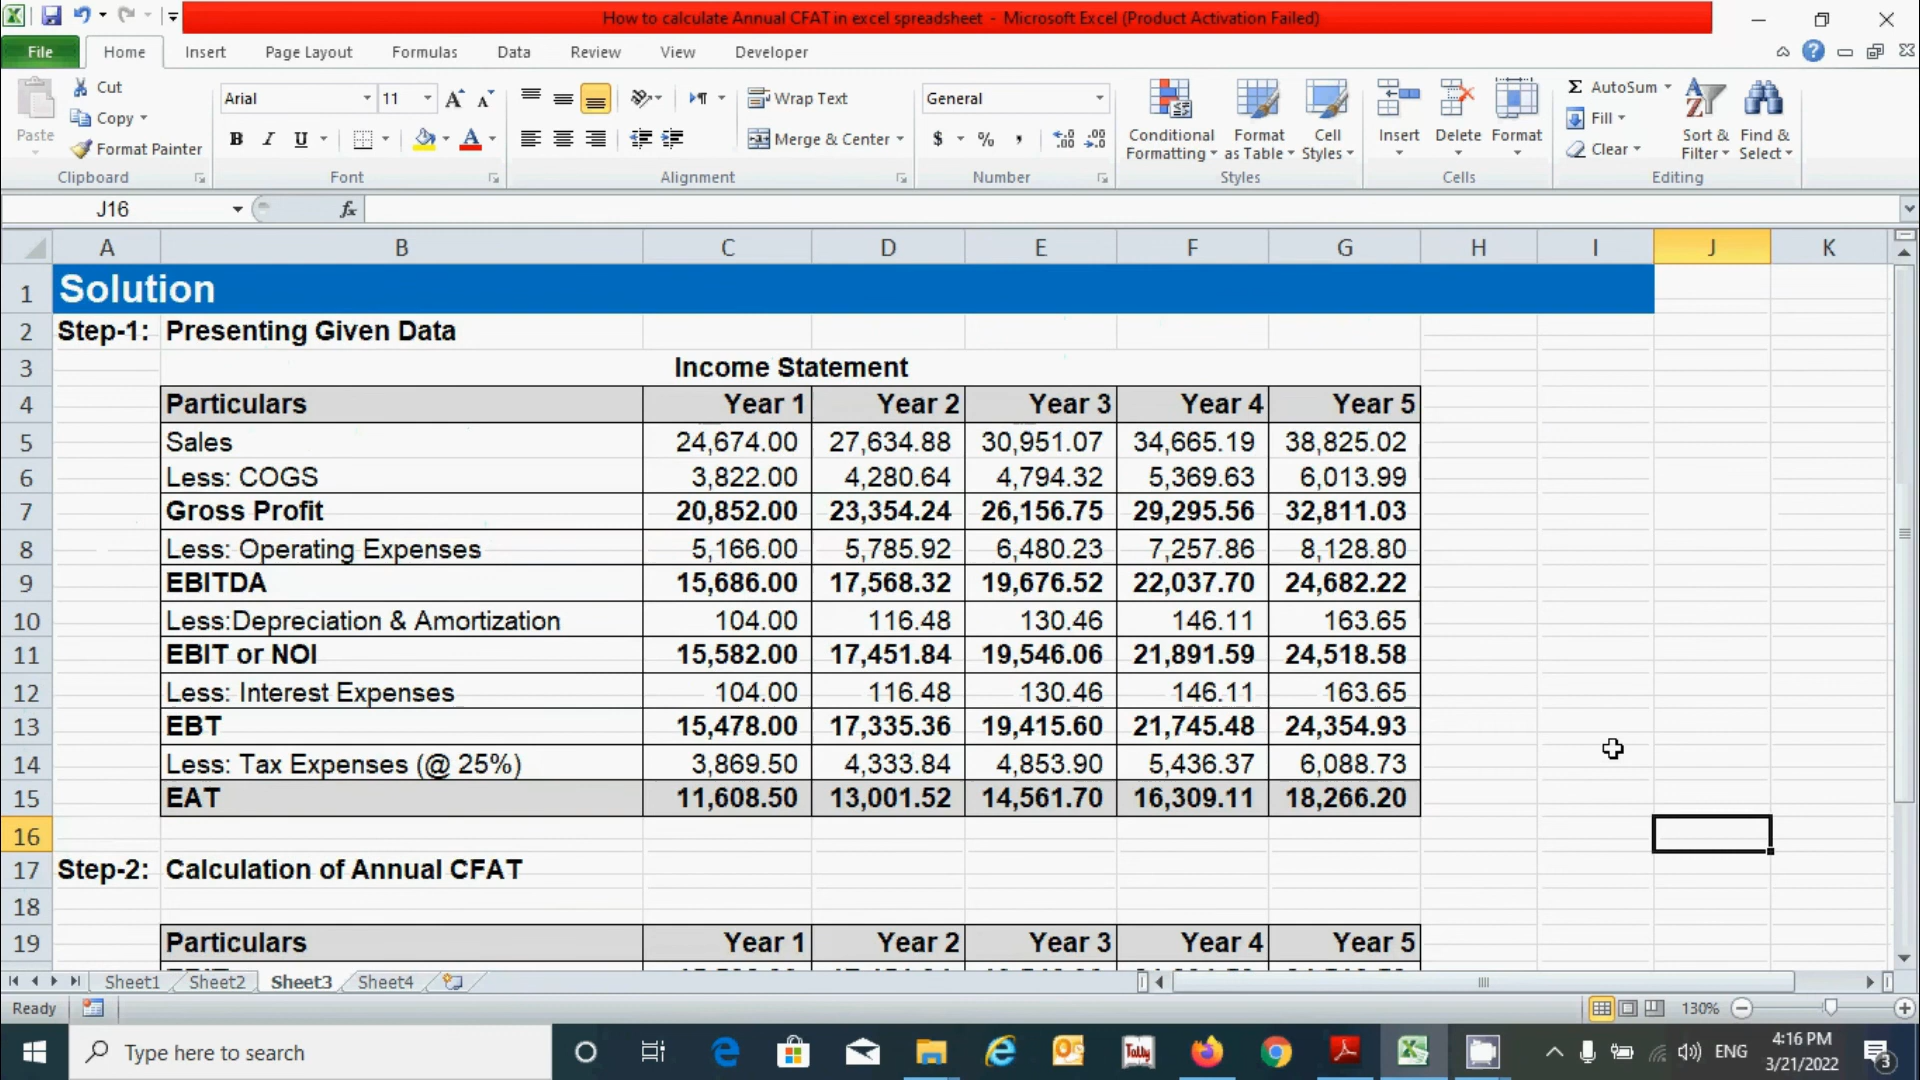 How to calculate Annual CFAT in excel spreadsheet - Microsoft Excel (Product Activation Failed)
File Home Insert Page Layout Formulas Data Review View Developer
Paste Cut Copy Format Painter
Clipboard
Arial 11
B I U
Font
Wrap Text
Merge & Center
Alignment
General
$ % ,
Number
Conditional Formatting Format as Table Cell Styles
Styles
Insert Delete Format
Cells
Σ AutoSum
Fill
Clear
Sort & Filter Find & Select
Editing
J16 fx
A B C D E F G H I J K
1 Solution
2 Step-1: Presenting Given Data
3 Income Statement
4 Particulars Year 1 Year 2 Year 3 Year 4 Year 5
5 Sales 24,674.00 27,634.88 30,951.07 34,665.19 38,825.02
6 Less: COGS 3,822.00 4,280.64 4,794.32 5,369.63 6,013.99
7 Gross Profit 20,852.00 23,354.24 26,156.75 29,295.56 32,811.03
8 Less: Operating Expenses 5,166.00 5,785.92 6,480.23 7,257.86 8,128.80
9 EBITDA 15,686.00 17,568.32 19,676.52 22,037.70 24,682.22
10 Less:Depreciation & Amortization 104.00 116.48 130.46 146.11 163.65
11 EBIT or NOI 15,582.00 17,451.84 19,546.06 21,891.59 24,518.58
12 Less: Interest Expenses 104.00 116.48 130.46 146.11 163.65
13 EBT 15,478.00 17,335.36 19,415.60 21,745.48 24,354.93
14 Less: Tax Expenses (@ 25%) 3,869.50 4,333.84 4,853.90 5,436.37 6,088.73
15 EAT 11,608.50 13,001.52 14,561.70 16,309.11 18,266.20
16
17 Step-2: Calculation of Annual CFAT
18
19 Particulars Year 1 Year 2 Year 3 Year 4 Year 5
Sheet1 Sheet2 Sheet3 Sheet4
Ready 130%
Type here to search
Tally
ENG
4:16 PM
3/21/2022
3